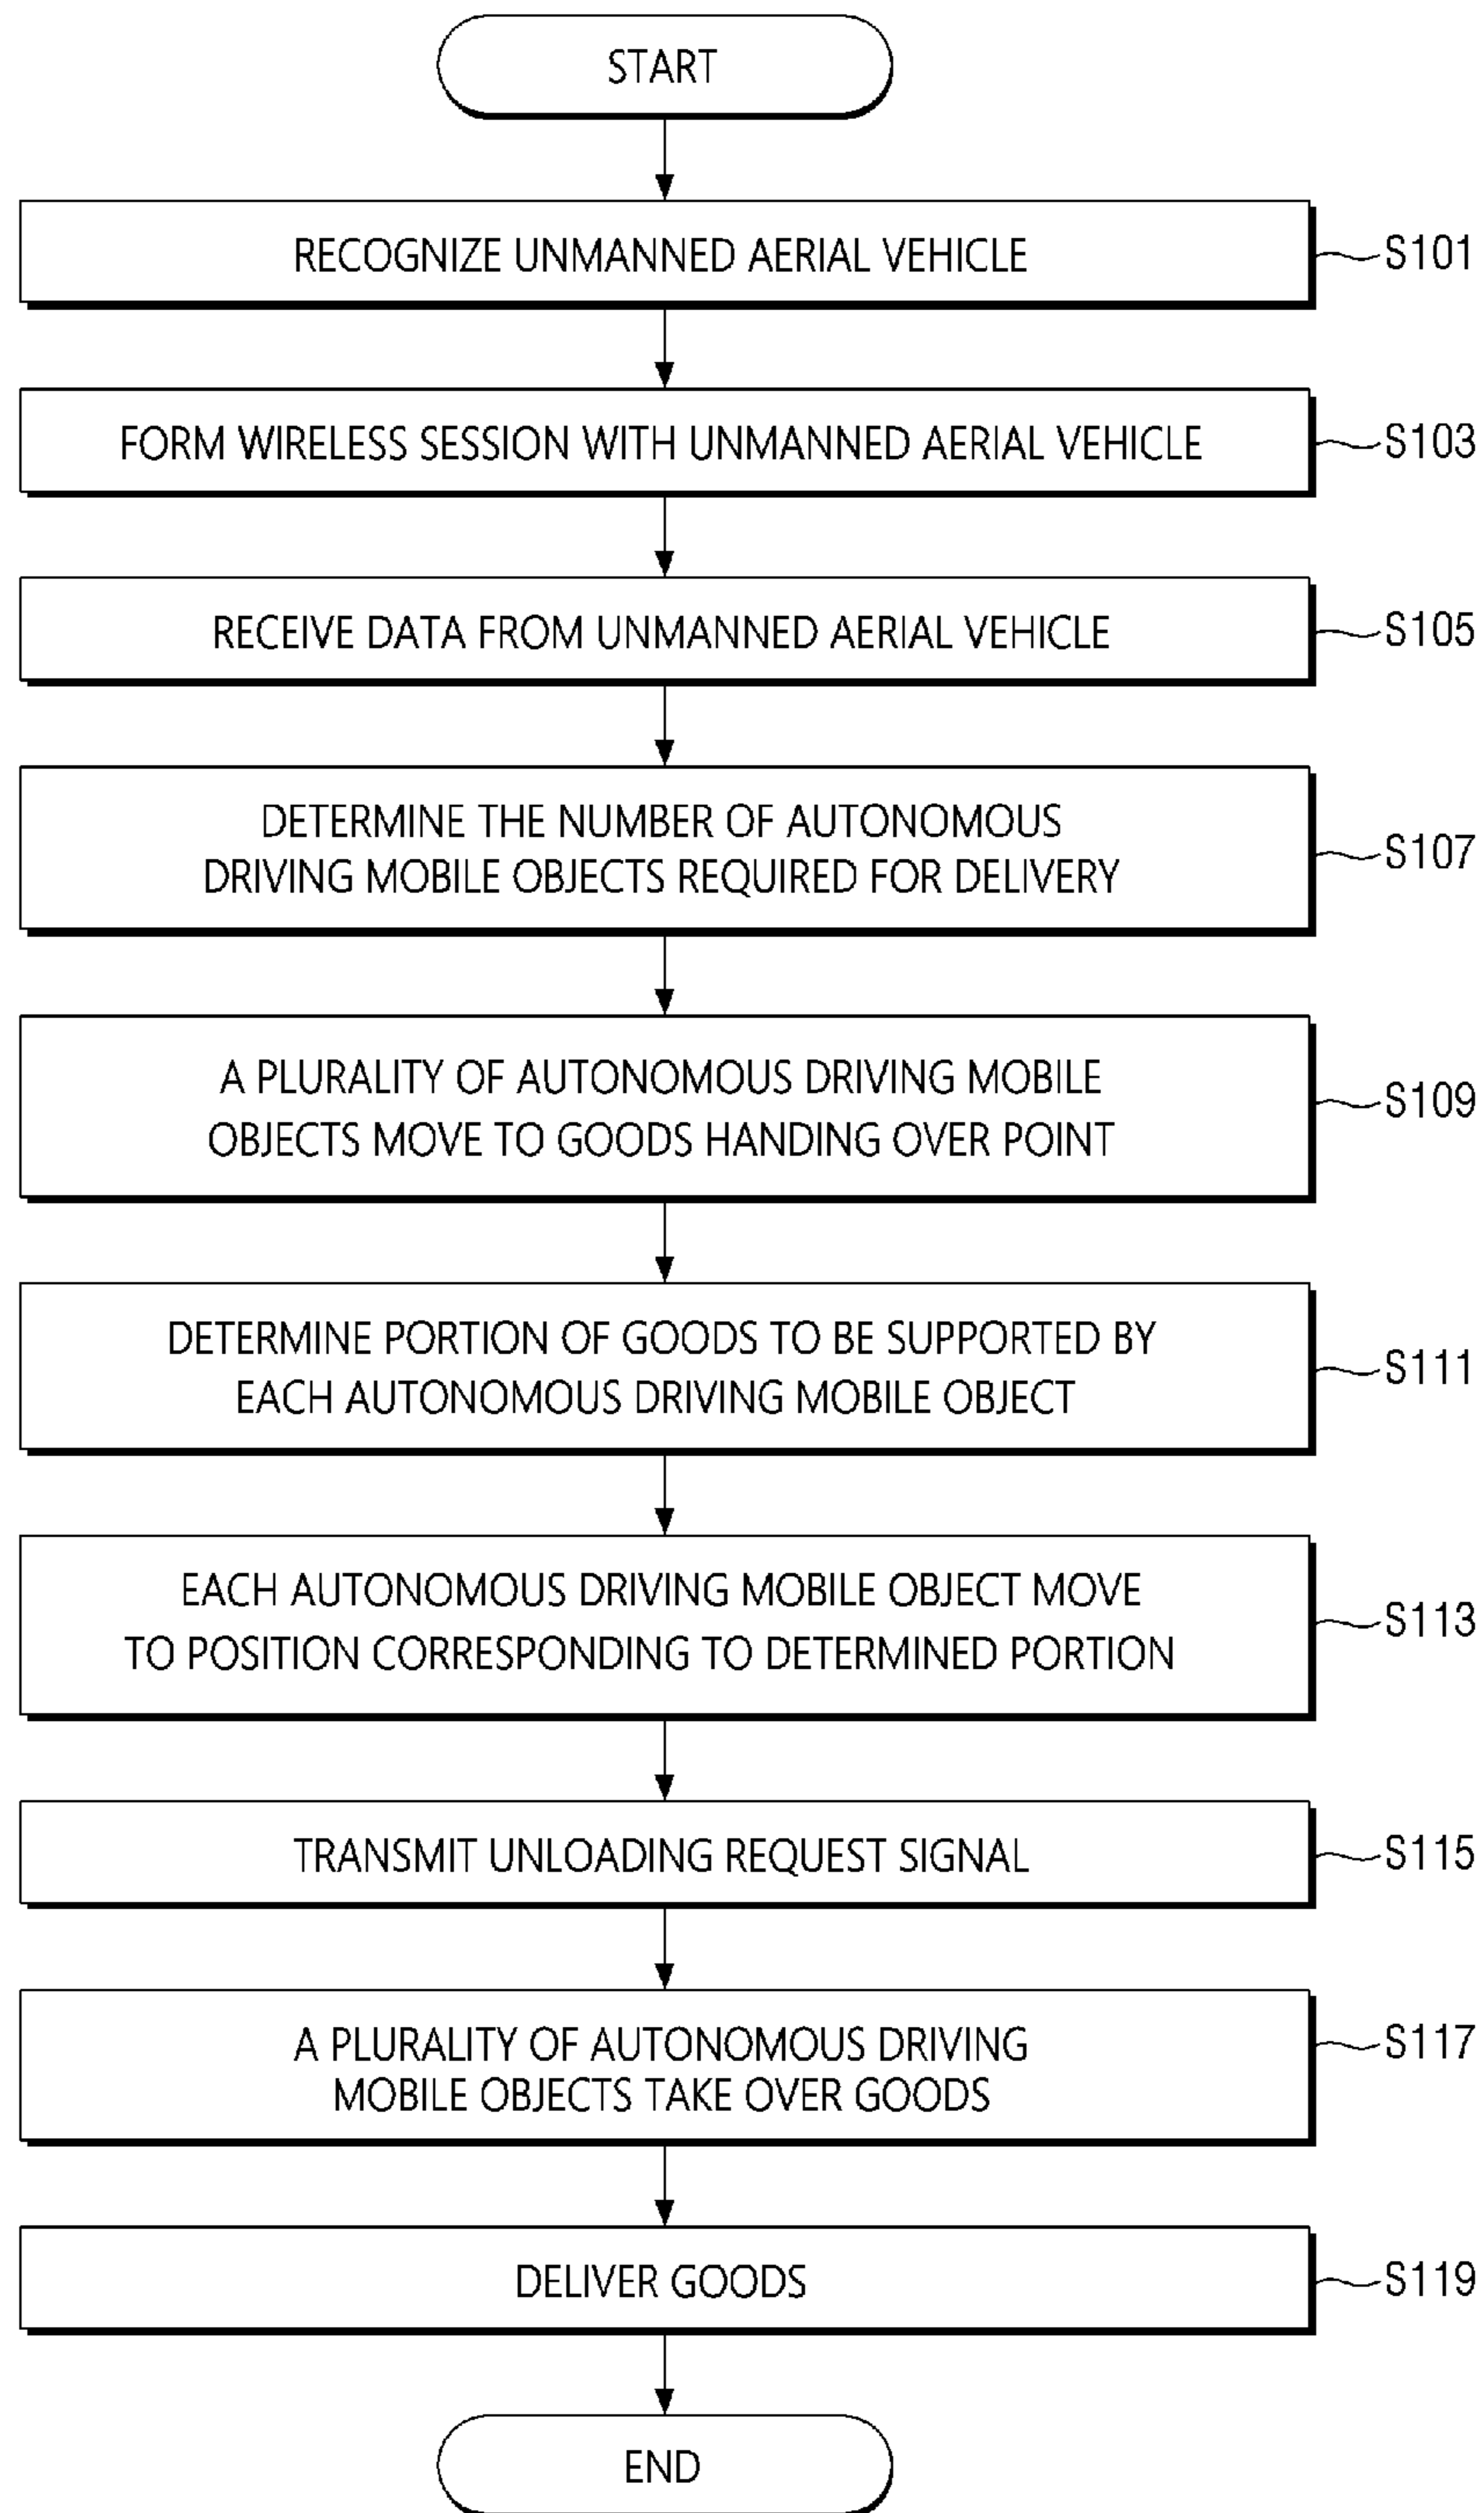 START
RECOGNIZE UNMANNED AERIAL VEHICLE
S101
FORM WIRELESS SESSION WITH UNMANNED AERIAL VEHICLE
S103
RECEIVE DATA FROM UNMANNED AERIAL VEHICLE
S105
DETERMINE THE NUMBER OF AUTONOMOUS
DRIVING MOBILE OBJECTS REQUIRED FOR DELIVERY
S107
A PLURALITY OF AUTONOMOUS DRIVING MOBILE
OBJECTS MOVE TO GOODS HANDING OVER POINT
S109
DETERMINE PORTION OF GOODS TO BE SUPPORTED BY
EACH AUTONOMOUS DRIVING MOBILE OBJECT
S111
EACH AUTONOMOUS DRIVING MOBILE OBJECT MOVE
TO POSITION CORRESPONDING TO DETERMINED PORTION
S113
TRANSMIT UNLOADING REQUEST SIGNAL
S115
A PLURALITY OF AUTONOMOUS DRIVING
MOBILE OBJECTS TAKE OVER GOODS
S117
DELIVER GOODS
S119
END